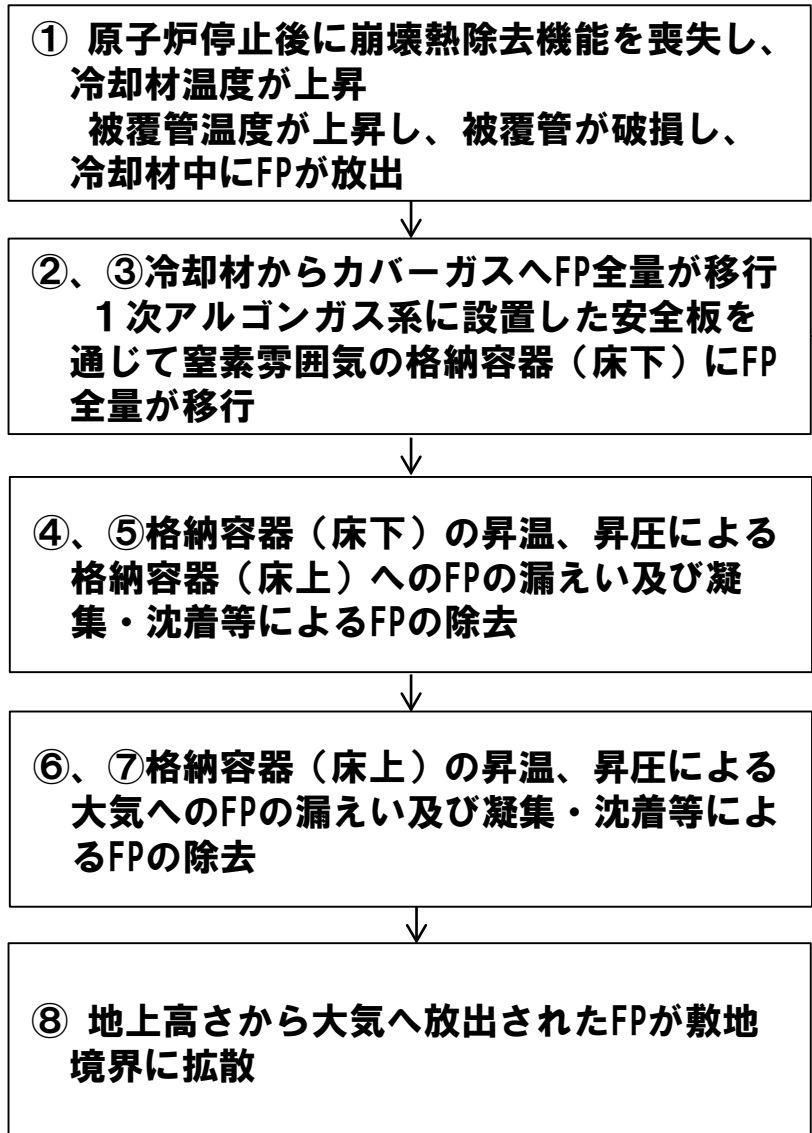 ① 原子炉停止後に崩壊熱除去機能を喪失し、
冷却材温度が上昇
被覆管温度が上昇し、被覆管が破損し、
冷却材中にFPが放出
②、③冷却材からカバーガスへFP全量が移行
１次アルゴンガス系に設置した安全板を
通じて窒素雰囲気の格納容器（床下）にFP
全量が移行
④、⑤格納容器（床下）の昇温、昇圧による
格納容器（床上）へのFPの漏えい及び凝
集・沈着等によるFPの除去
⑥、⑦格納容器（床上）の昇温、昇圧による
大気へのFPの漏えい及び凝集・沈着等によ
るFPの除去
⑧ 地上高さから大気へ放出されたFPが敷地
境界に拡散